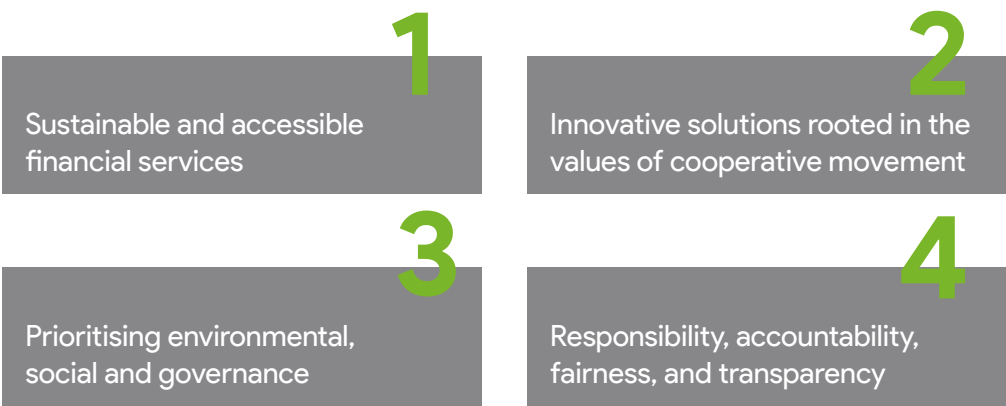 1
Sustainable and accessible
financial services
2
Innovative solutions rooted in the
values of cooperative movement
3
Prioritising environmental,
social and governance
4
Responsibility, accountability,
fairness, and transparency